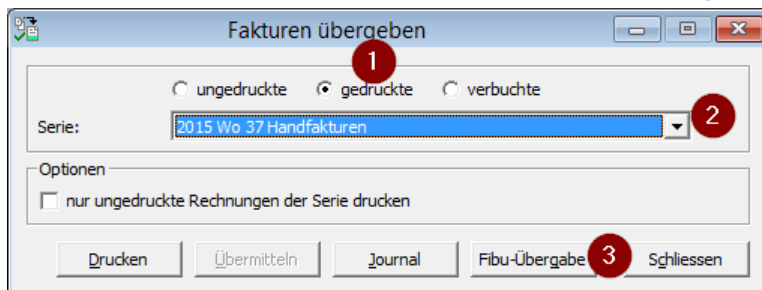 Fakturen übergeben
1
ungedruckte gedruckte verbuchte
Serie: 2015 Wo 37 Handfakturen 2
Optionen
nur ungedruckte Rechnungen der Serie drucken
Drucken Übermitteln Journal Fibu-Übergabe 3 Schliessen